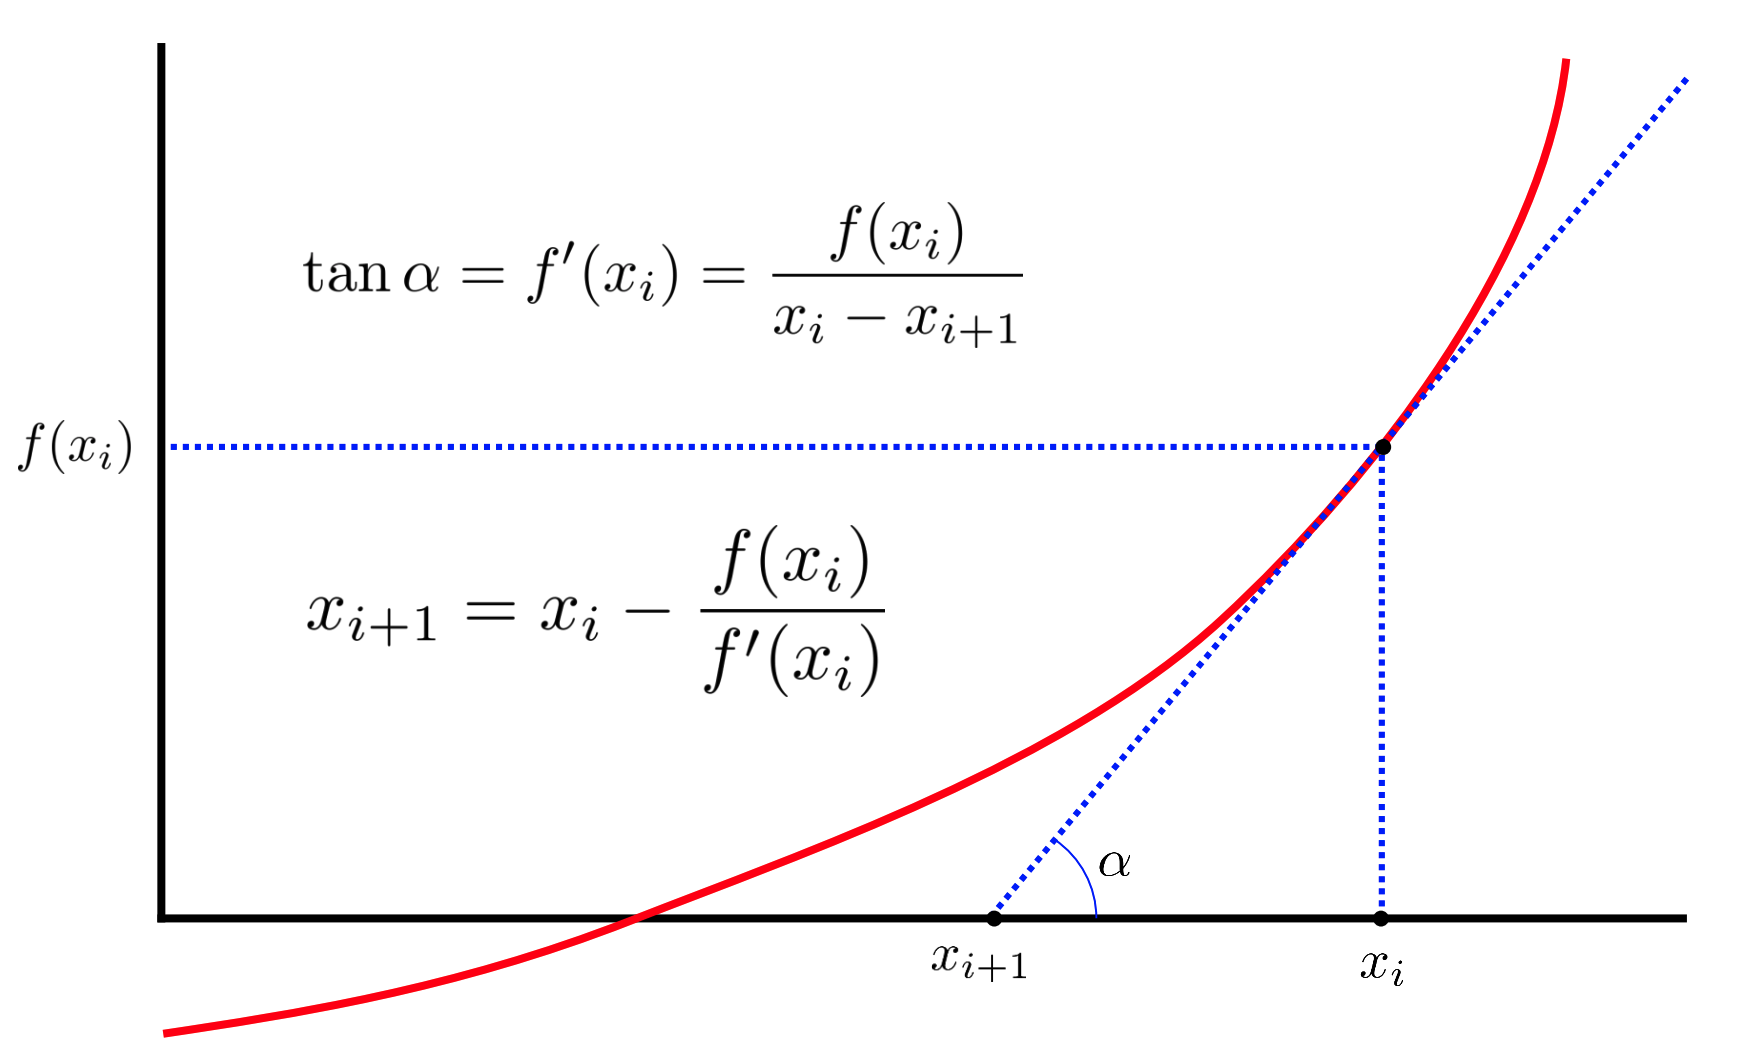 tan α = f′(xᵢ) = f(xᵢ) / (xᵢ − xᵢ₊₁)
f(xᵢ)
xᵢ₊₁ = xᵢ − f(xᵢ) / f′(xᵢ)
α
xᵢ₊₁ xᵢ